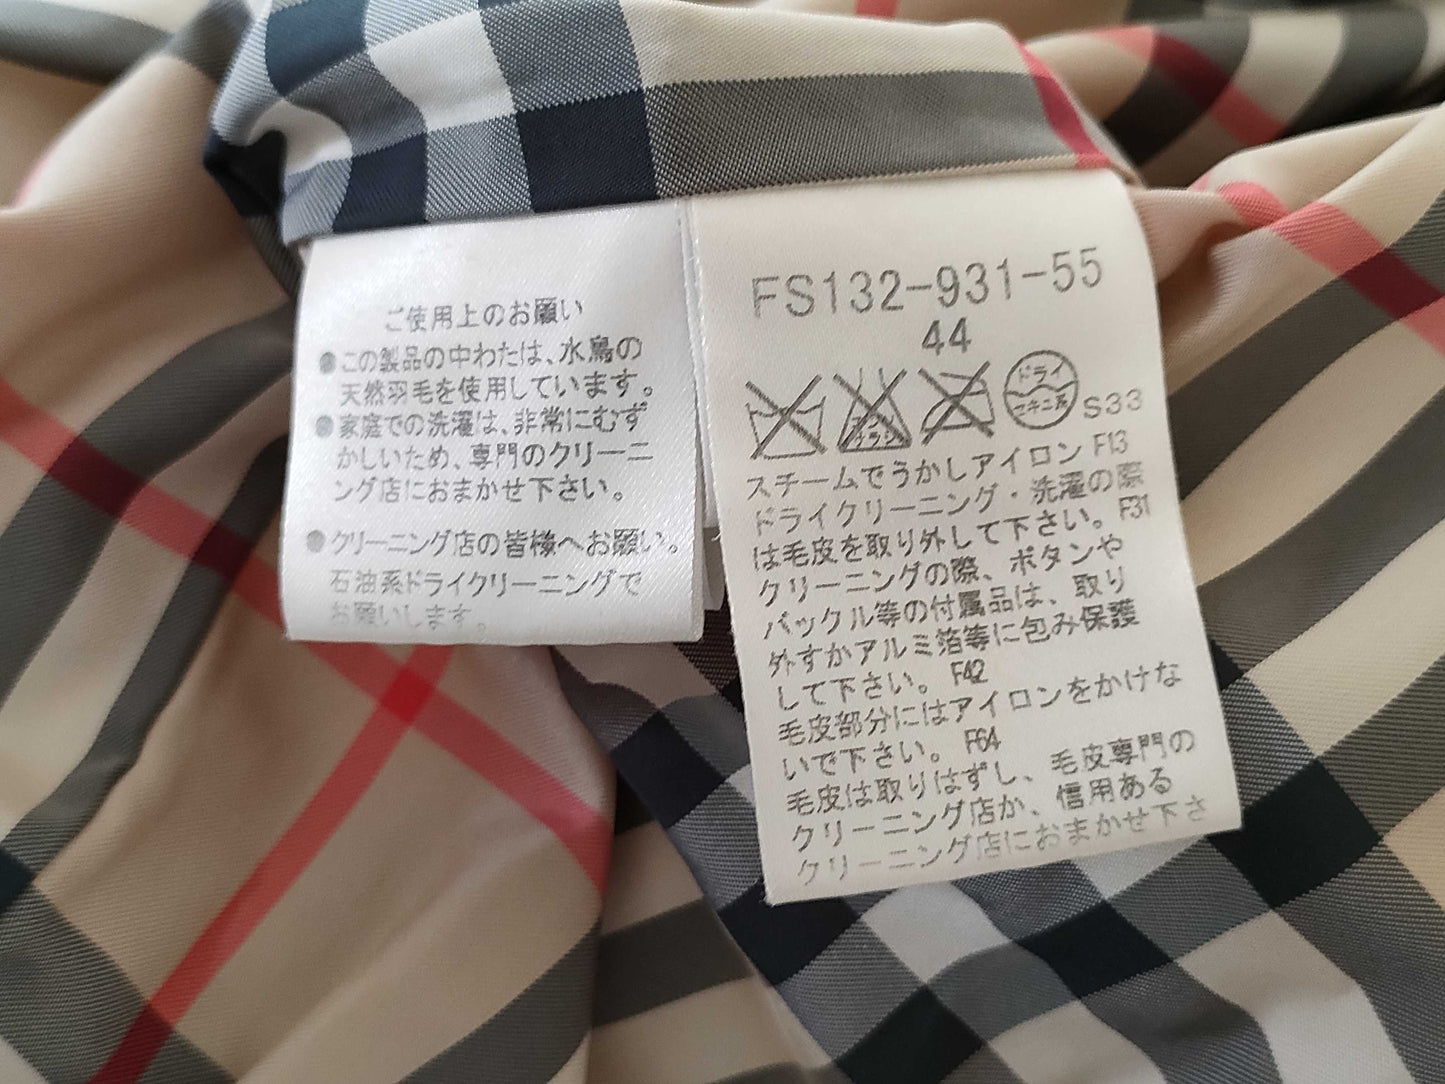 ご使用上のお願い
●この製品の中わたは、水鳥の
天然羽毛を使用しています。
●家庭での洗濯は、非常にむず
かしいため、専門のクリーニ
ング店におまかせ下さい。
●クリーニング店の皆様へお願い。
石油系ドライクリーニングで
お願いします。
FS132-931-55
44
エンソ
サラシ
ドライ
セキユ系
S33
スチームでうかしアイロン F13
ドライクリーニング・洗濯の際
は毛皮を取り外して下さい。F31
クリーニングの際、ボタンや
バックル等の付属品は、取り
外すかアルミ箔等に包み保護
して下さい。F42
毛皮部分にはアイロンをかけな
いで下さい。F64
毛皮は取りはずし、毛皮専門の
クリーニング店か、信用ある
クリーニング店におまかせ下さ